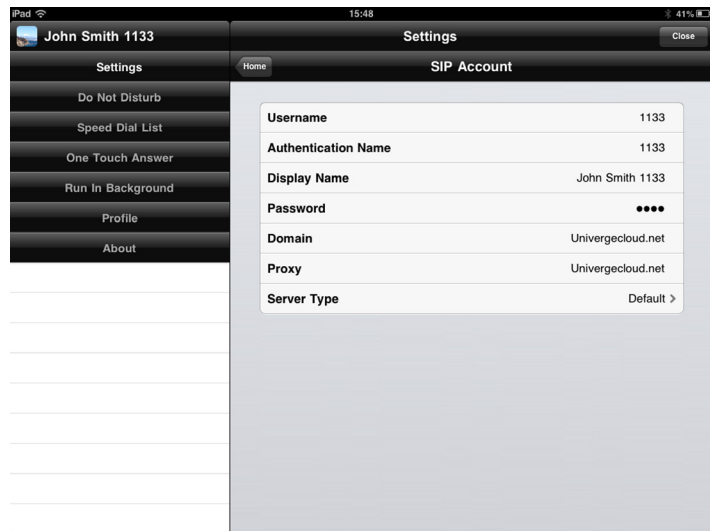 iPad 15:48 41%
John Smith 1133
Settings
Do Not Disturb
Speed Dial List
One Touch Answer
Run In Background
Profile
About
Settings Close
Home SIP Account
Username 1133
Authentication Name 1133
Display Name John Smith 1133
Password ●●●●
Domain Univergecloud.net
Proxy Univergecloud.net
Server Type Default